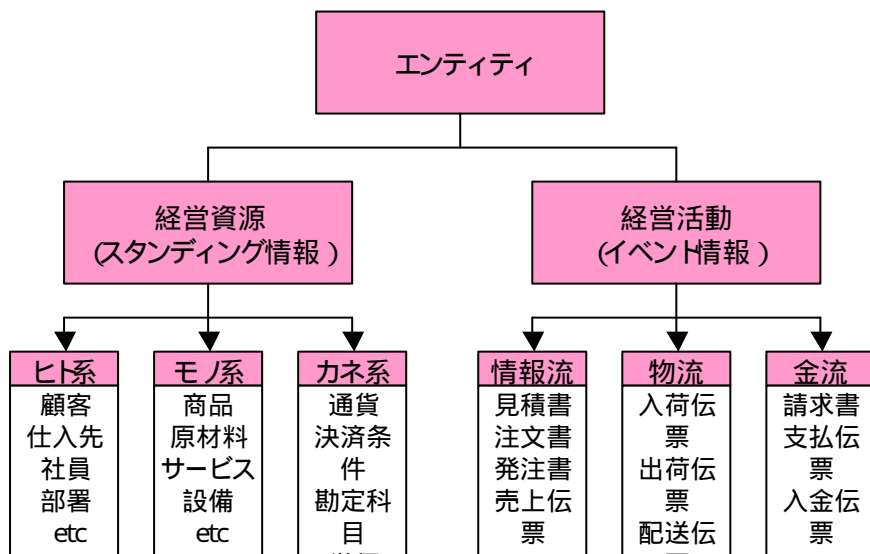 エンティティ
経営資源
(スタンディング情報)
経営活動
(イベント情報)
ヒト系
顧客
仕入先
社員
部署
etc
モノ系
商品
原材料
サービス
設備
etc
カネ系
通貨
決済条
件
勘定科
目
情報流
見積書
注文書
発注書
売上伝
票
物流
入荷伝
票
出荷伝
票
配送伝
金流
請求書
支払伝
票
入金伝
票